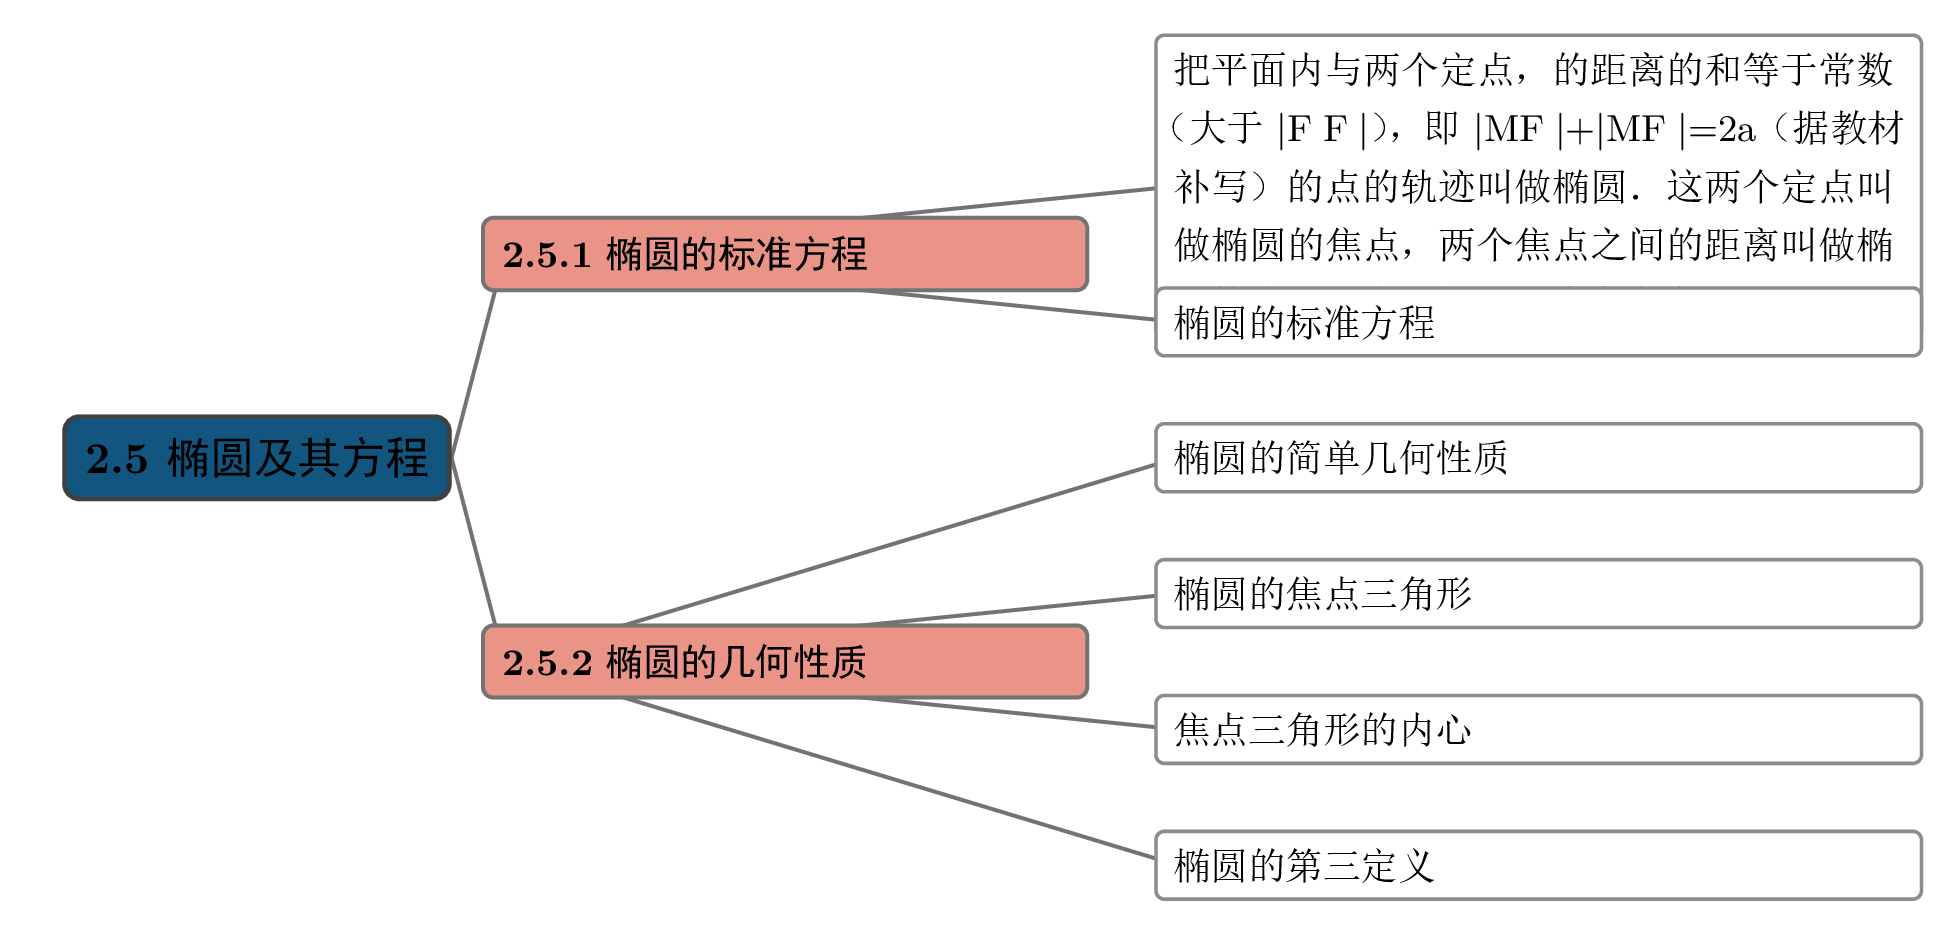 把平面内与两个定点，的距离的和等于常数
（大于 |F F |），即 |MF |+|MF |=2a（据教材
补写）的点的轨迹叫做椭圆．这两个定点叫
做椭圆的焦点，两个焦点之间的距离叫做椭
2.5.1 椭圆的标准方程
椭圆的标准方程
2.5 椭圆及其方程
椭圆的简单几何性质
椭圆的焦点三角形
2.5.2 椭圆的几何性质
焦点三角形的内心
椭圆的第三定义